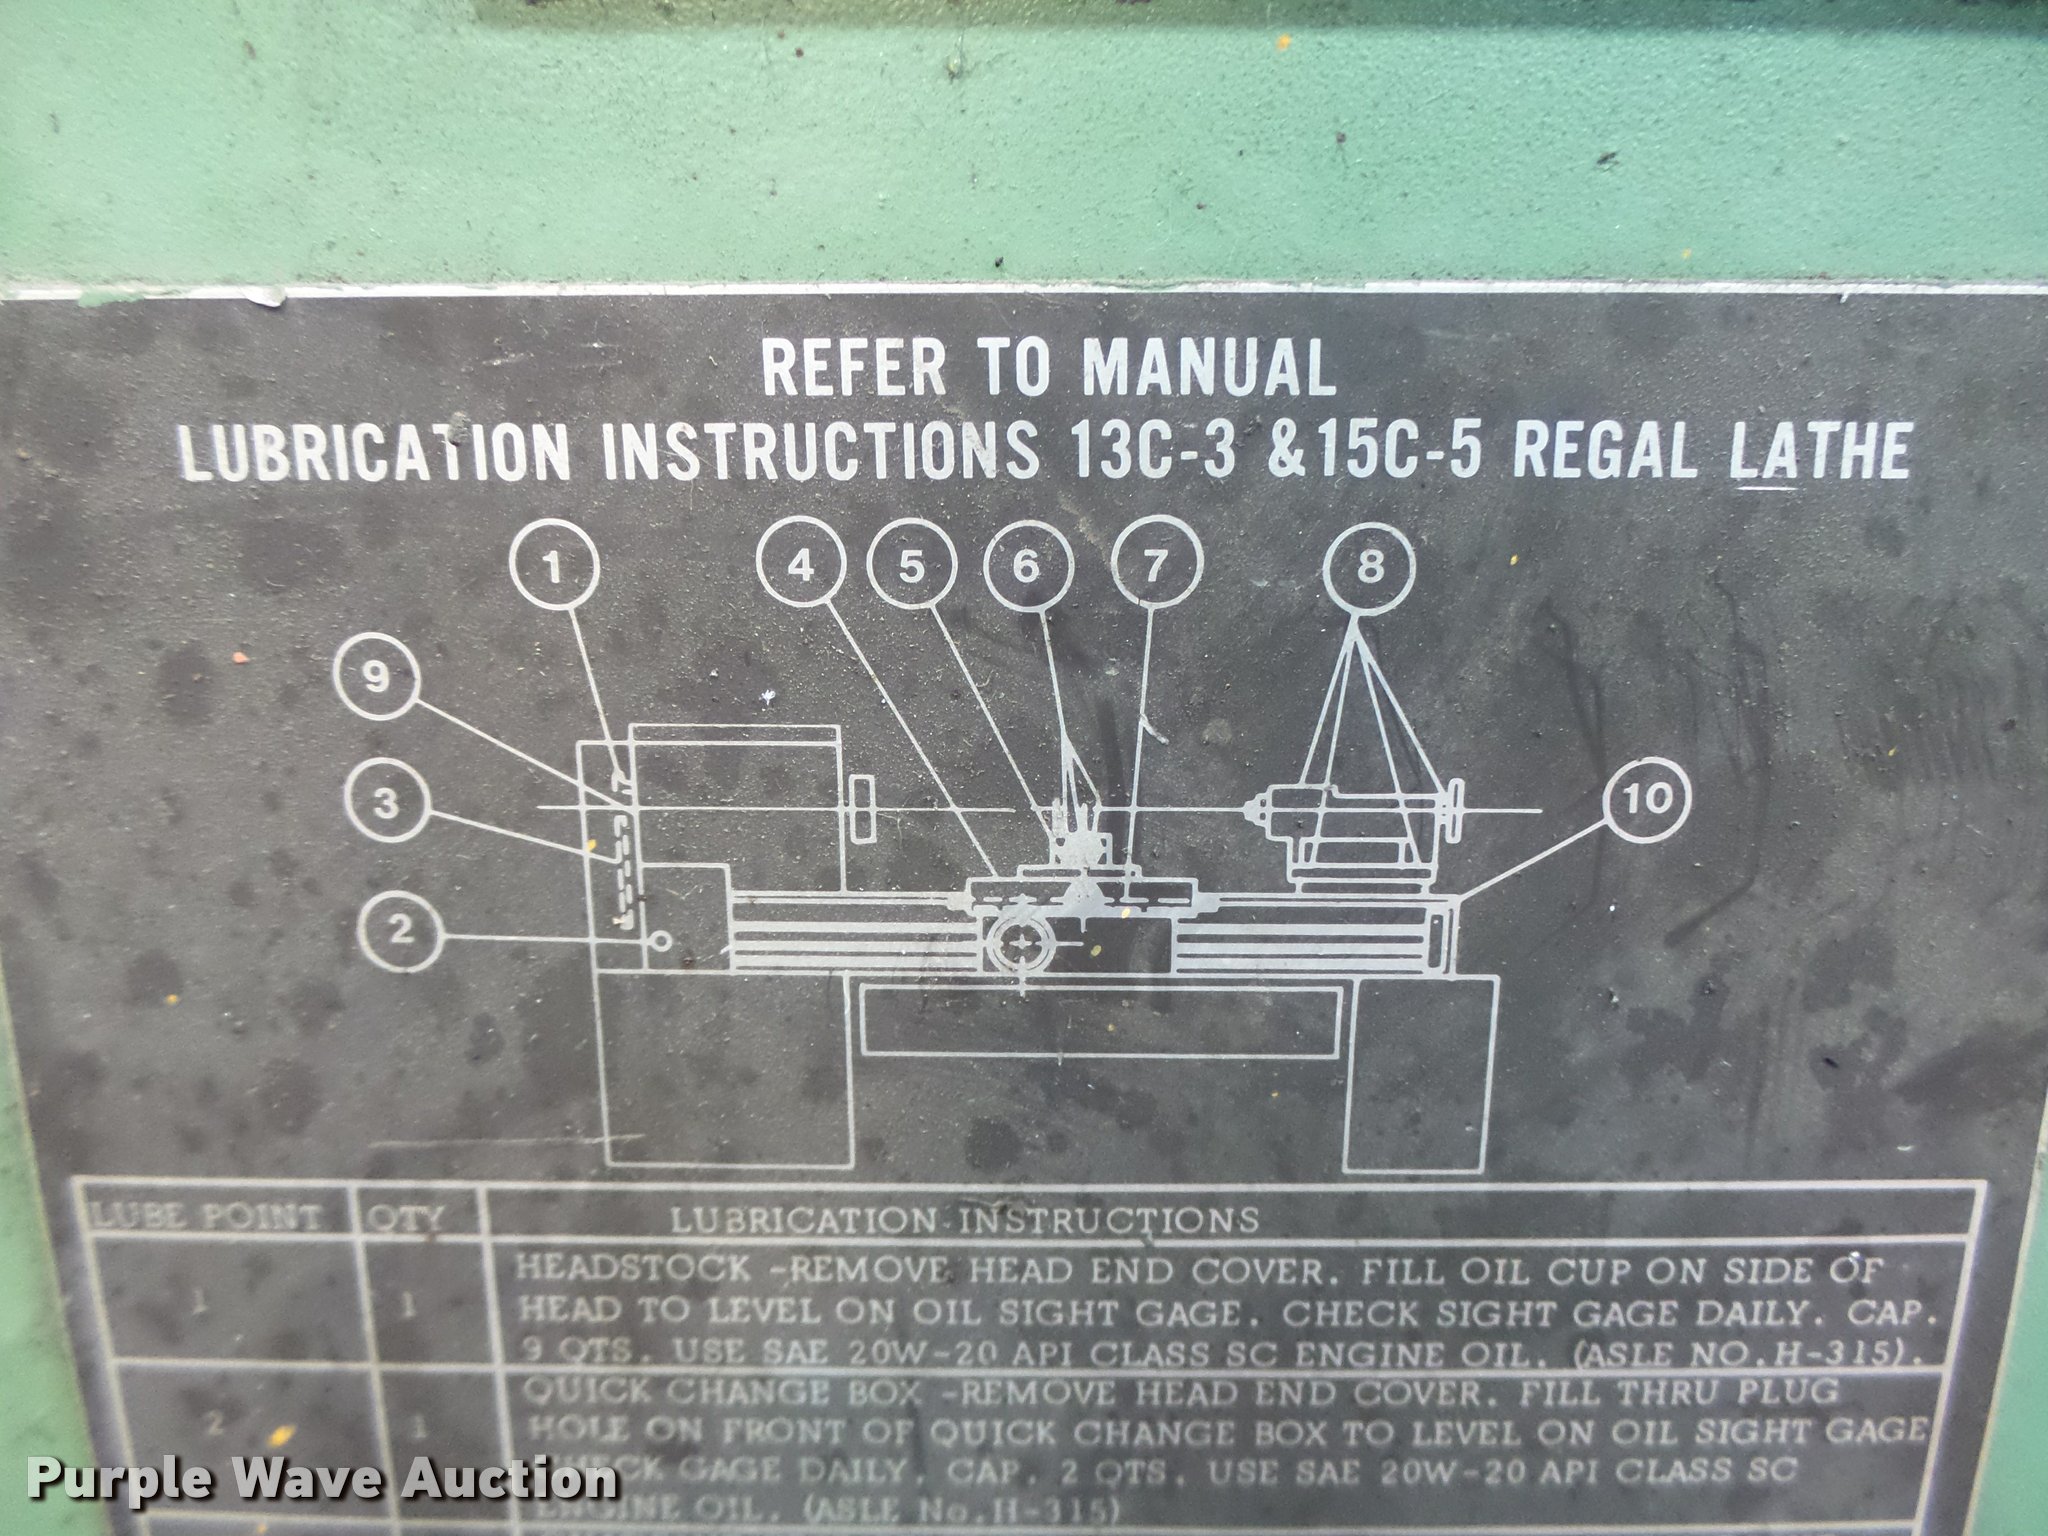 REFER TO MANUAL
LUBRICATION INSTRUCTIONS 13C-3 &15C-5 REGAL LATHE
1
4
5
6
7
8
9
3
10
2
LUBE POINT QTY LUBRICATION INSTRUCTIONS
1 1 HEADSTOCK -REMOVE HEAD END COVER. FILL OIL CUP ON SIDE OF
HEAD TO LEVEL ON OIL SIGHT GAGE. CHECK SIGHT GAGE DAILY. CAP.
9 QTS. USE SAE 20W-20 API CLASS SC ENGINE OIL. (ASLE NO.H-315).
2 1 QUICK CHANGE BOX -REMOVE HEAD END COVER. FILL THRU PLUG
HOLE ON FRONT OF QUICK CHANGE BOX TO LEVEL ON OIL SIGHT GAGE
GAGE DAILY. CAP. 2 QTS. USE SAE 20W-20 API CLASS SC
ENGINE OIL. (ASLE No.H-315)
Purple Wave Auction